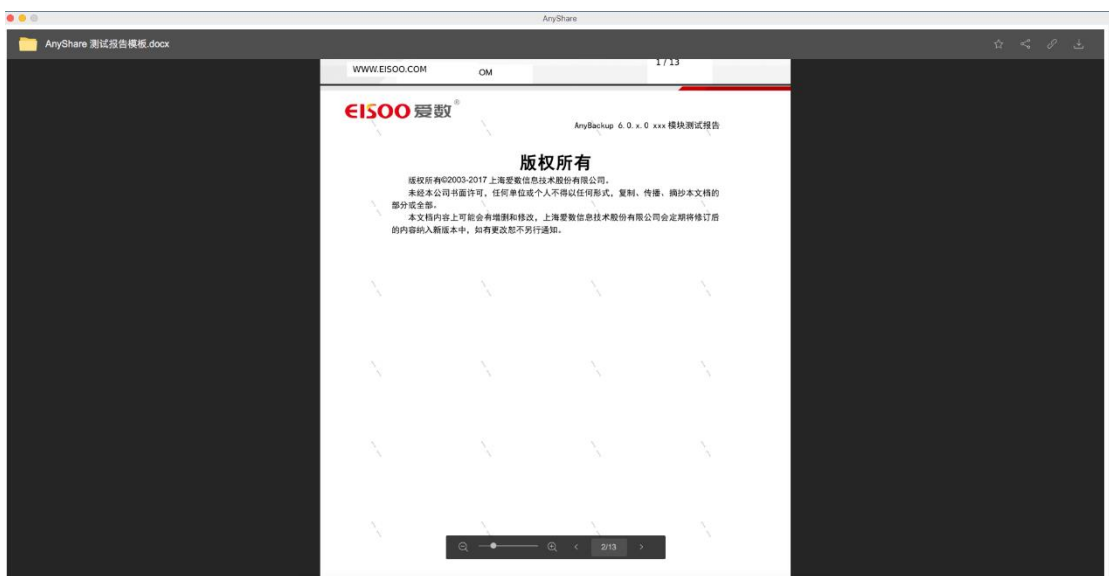 AnyShare
AnyShare 测试报告模板.docx
WWW.EISOO.COM
OM
1 / 13
EISOO 爱数®
AnyBackup 6.0.x.0 xxx 模块测试报告
版权所有
版权所有©2003-2017 上海爱数信息技术股份有限公司。
未经本公司书面许可，任何单位或个人不得以任何形式，复制、传播、摘抄本文档的
部分或全部。
本文档内容上可能会有增删和修改，上海爱数信息技术股份有限公司会定期将修订后
的内容纳入新版本中，如有更改恕不另行通知。
2/13